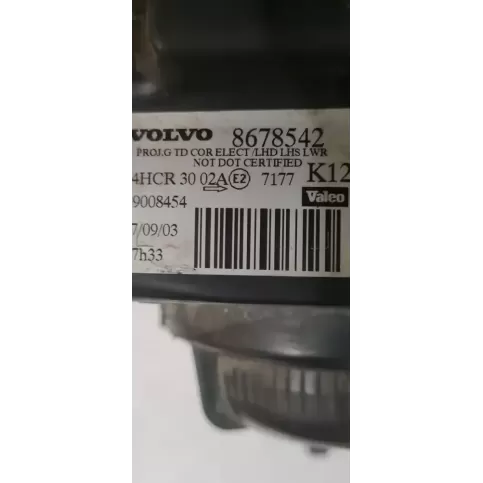 VOLVO 8678542
PROJ.G TD COR ELECT /LHD LHS LWR
NOT DOT CERTIFIED
4HCR 30 02A E2 7177 K12
9008454 Valeo
7/09/03
7h33